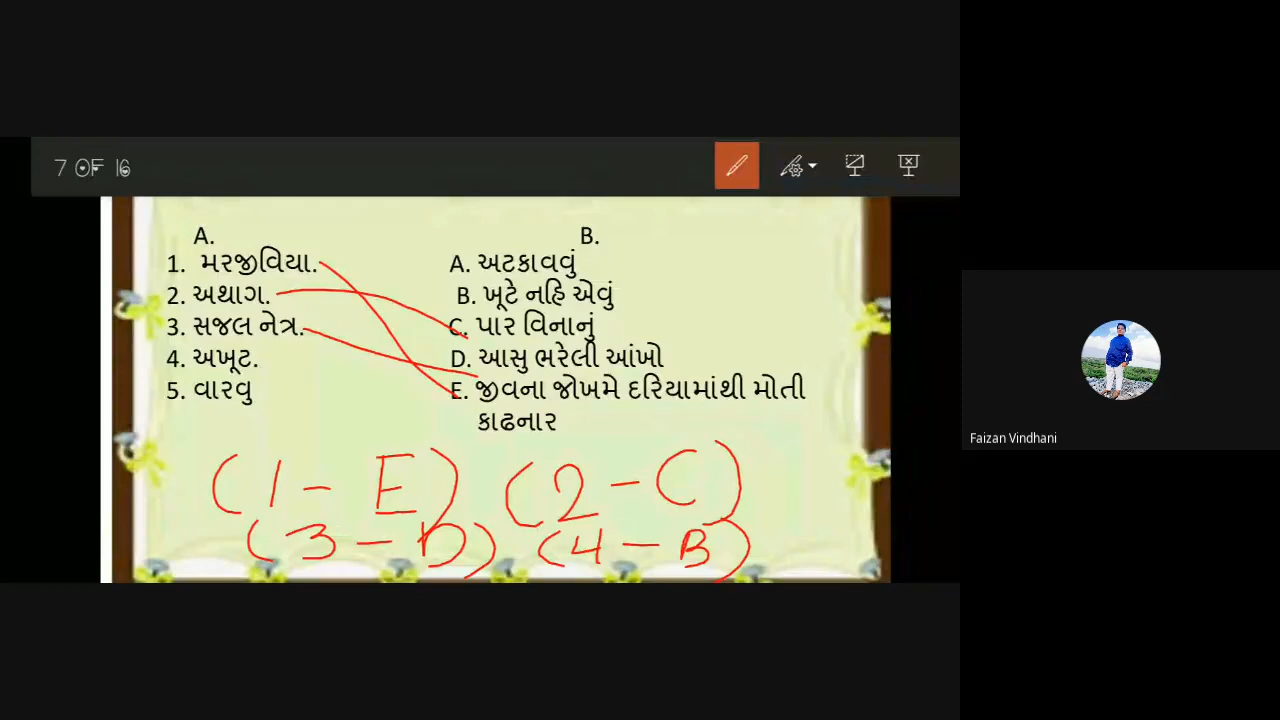 7 OF 16
A. B.
1. મરજીવિયા. A. અટકાવવું
2. અથાગ. B. ખૂટે નહિ એવું
3. સજલ નેત્ર. C. પાર વિનાનું
4. અખૂટ. D. આસુ ભરેલી આંખો
5. વારવુ E. જીવના જોખમે દરિયામાંથી મોતી
કાઢનાર
(1 - E) (2 - C)
(3 - D) (4 - B)
Faizan Vindhani